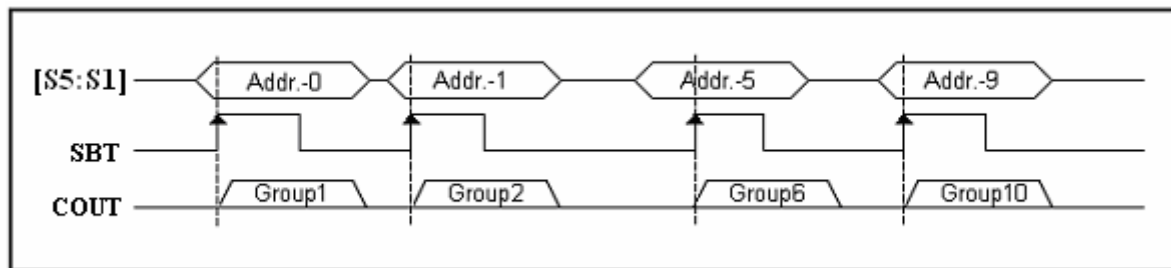 [S5:S1] Addr.-0 Addr.-1 Addr.-5 Addr.-9
SBT
COUT Group1 Group2 Group6 Group10